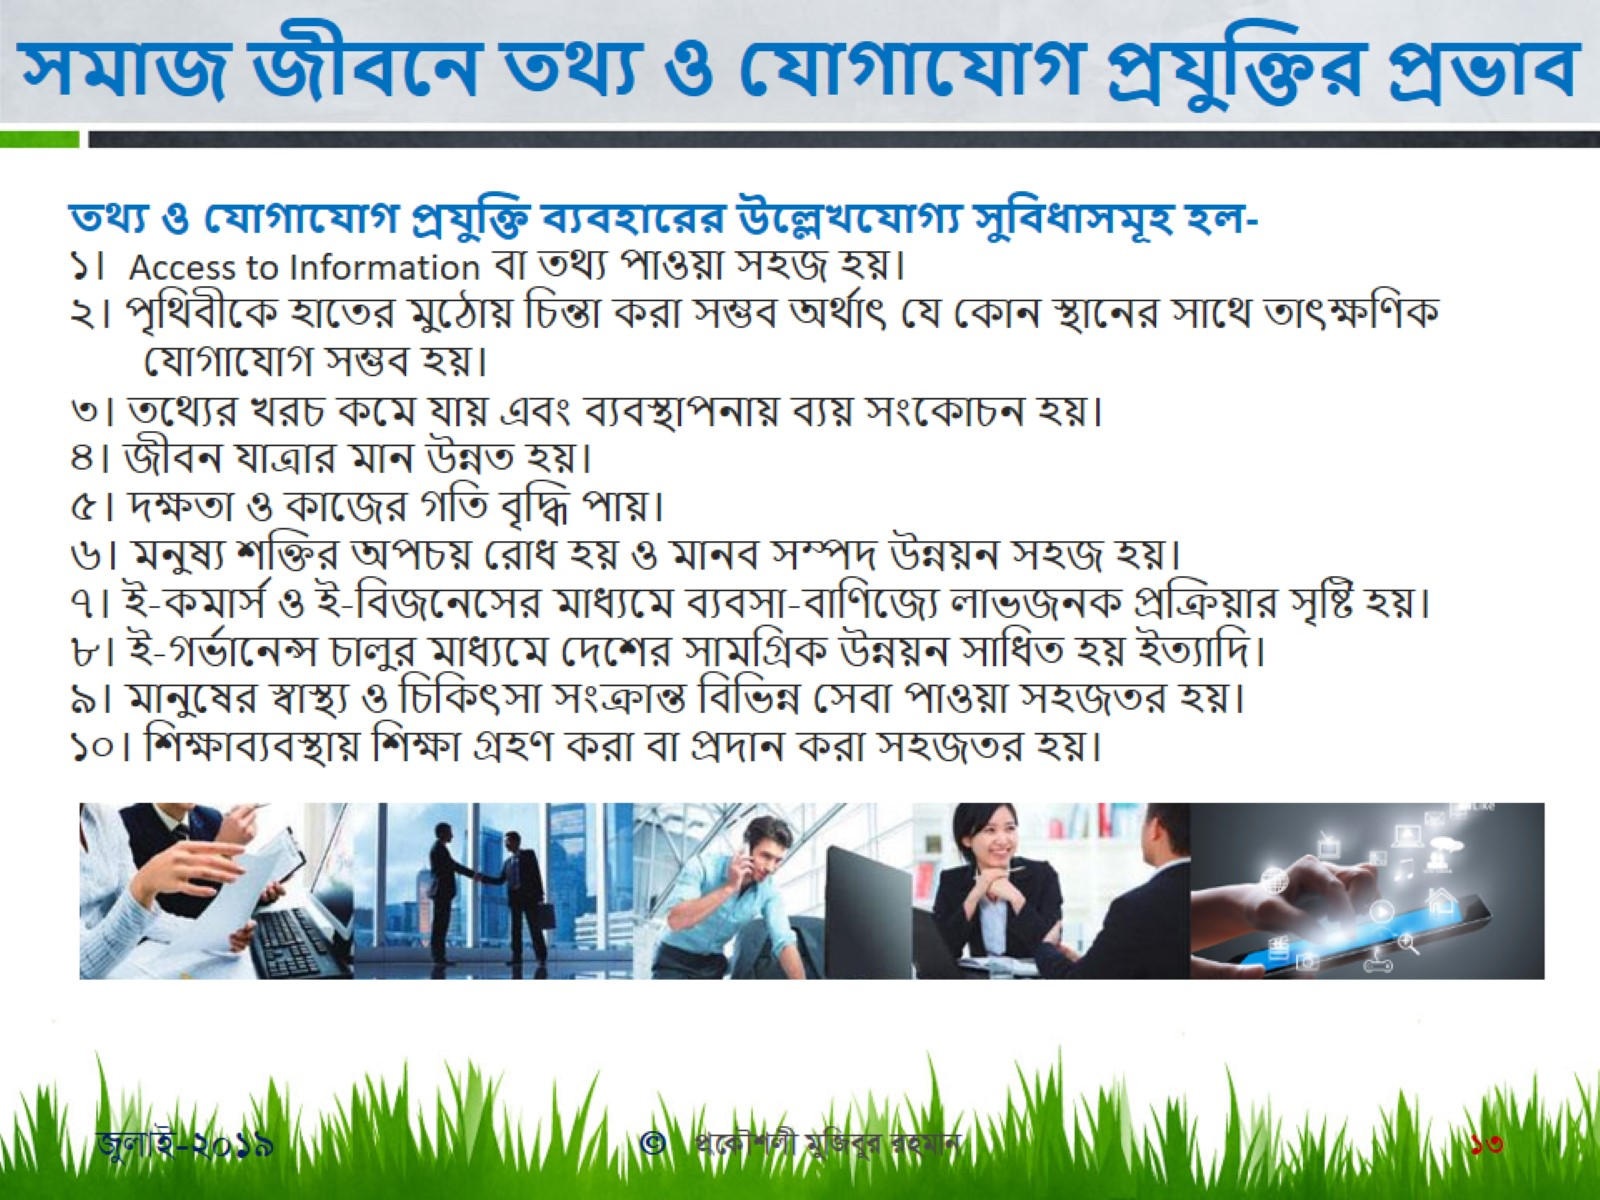 সমাজ জীবনে তথ্য ও যোগাযোগ প্রযুক্তির প্রভাব
তথ্য ও যোগাযোগ প্রযুক্তি ব্যবহারের উল্লেখযোগ্য সুবিধাসমূহ হল-
১। Access to Information বা তথ্য পাওয়া সহজ হয়।
২। পৃথিবীকে হাতের মুঠোয় চিন্তা করা সম্ভব অর্থাৎ যে কোন স্থানের সাথে তাৎক্ষণিক
যোগাযোগ সম্ভব হয়।
৩। তথ্যের খরচ কমে যায় এবং ব্যবস্থাপনায় ব্যয় সংকোচন হয়।
৪। জীবন যাত্রার মান উন্নত হয়।
৫। দক্ষতা ও কাজের গতি বৃদ্ধি পায়।
৬। মনুষ্য শক্তির অপচয় রোধ হয় ও মানব সম্পদ উন্নয়ন সহজ হয়।
৭। ই-কমার্স ও ই-বিজনেসের মাধ্যমে ব্যবসা-বাণিজ্যে লাভজনক প্রক্রিয়ার সৃষ্টি হয়।
৮। ই-গর্ভানেন্স চালুর মাধ্যমে দেশের সামগ্রিক উন্নয়ন সাধিত হয় ইত্যাদি।
৯। মানুষের স্বাস্থ্য ও চিকিৎসা সংক্রান্ত বিভিন্ন সেবা পাওয়া সহজতর হয়।
১০। শিক্ষাব্যবস্থায় শিক্ষা গ্রহণ করা বা প্রদান করা সহজতর হয়।
Like
জুলাই-২০১৯ © প্রকৌশলী মুজিবুর রহমান ১৩